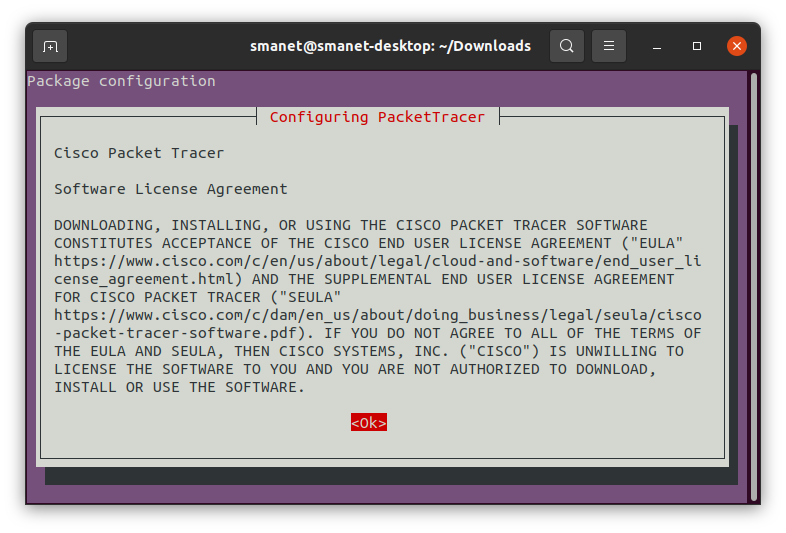 smanet@smanet-desktop: ~/Downloads
Package configuration
Configuring PacketTracer
Cisco Packet Tracer
Software License Agreement
DOWNLOADING, INSTALLING, OR USING THE CISCO PACKET TRACER SOFTWARE
CONSTITUTES ACCEPTANCE OF THE CISCO END USER LICENSE AGREEMENT ("EULA"
https://www.cisco.com/c/en/us/about/legal/cloud-and-software/end_user_li
cense_agreement.html) AND THE SUPPLEMENTAL END USER LICENSE AGREEMENT
FOR CISCO PACKET TRACER ("SEULA"
https://www.cisco.com/c/dam/en_us/about/doing_business/legal/seula/cisco
-packet-tracer-software.pdf). IF YOU DO NOT AGREE TO ALL OF THE TERMS OF
THE EULA AND SEULA, THEN CISCO SYSTEMS, INC. ("CISCO") IS UNWILLING TO
LICENSE THE SOFTWARE TO YOU AND YOU ARE NOT AUTHORIZED TO DOWNLOAD,
INSTALL OR USE THE SOFTWARE.
<Ok>